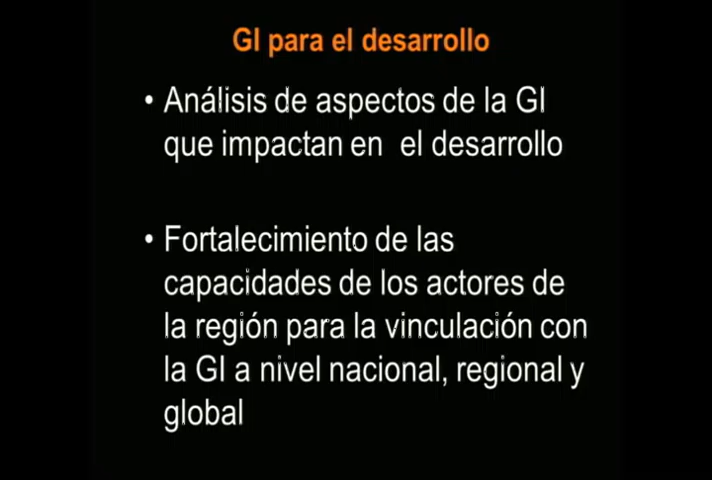 GI para el desarrollo
• Análisis de aspectos de la GI
que impactan en el desarrollo
• Fortalecimiento de las
capacidades de los actores de
la región para la vinculación con
la GI a nivel nacional, regional y
global